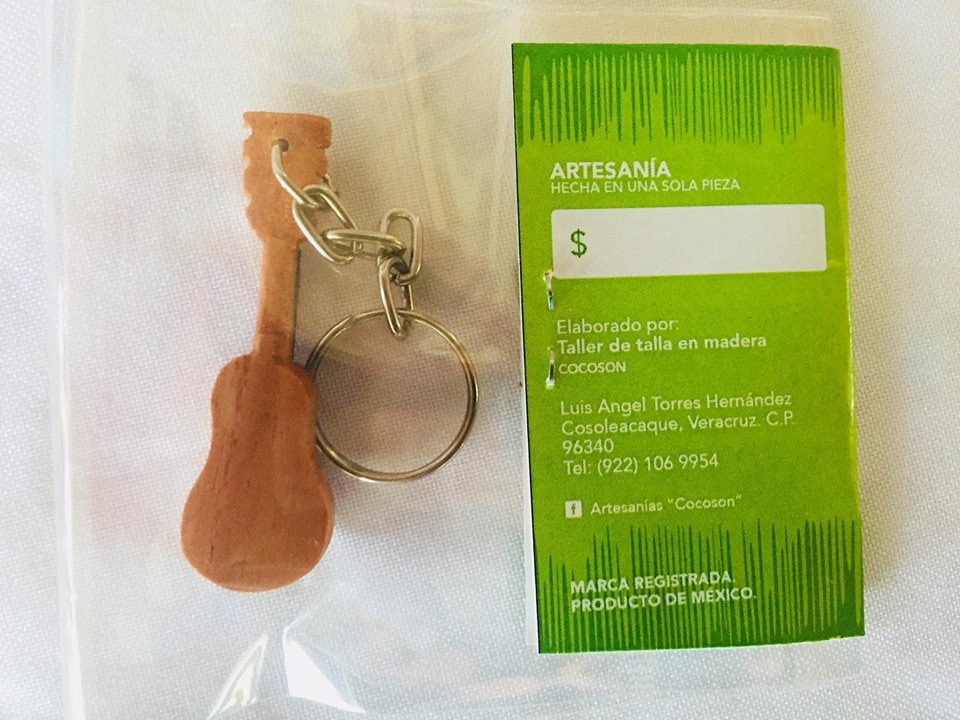 ARTESANÍA
HECHA EN UNA SOLA PIEZA
$
Elaborado por:
Taller de talla en madera
COCOSON
Luis Angel Torres Hernández
Cosoleacaque, Veracruz. C.P.
96340
Tel: (922) 106 9954
f Artesanías "Cocoson"
MARCA REGISTRADA.
PRODUCTO DE MÉXICO.